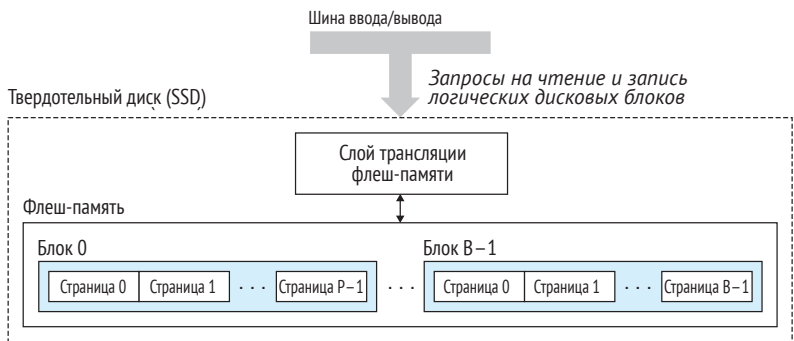 Шина ввода/вывода
Запросы на чтение и запись
логических дисковых блоков
Твердотельный диск (SSD)
Слой трансляции
флеш-памяти
Флеш-память
Блок 0
Блок B–1
Страница 0 Страница 1 · · · Страница P–1 · · · Страница 0 Страница 1 · · · Страница B–1